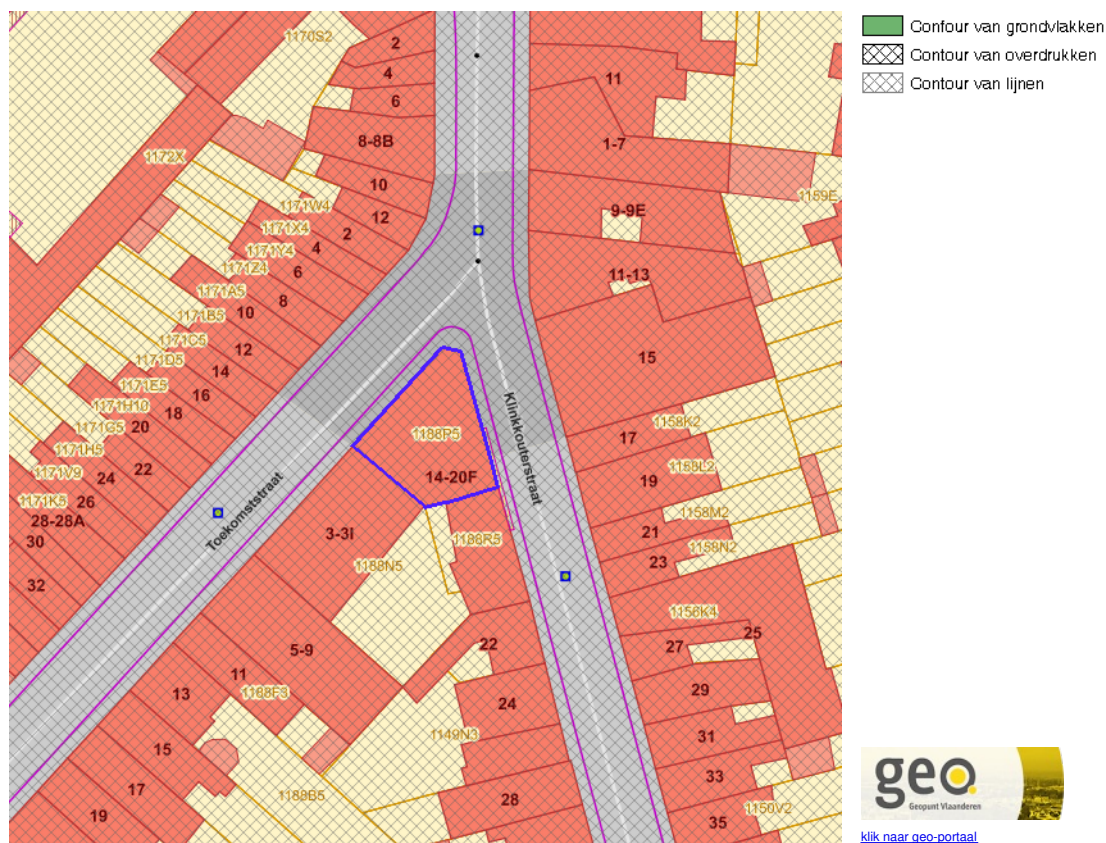 1170S2
2
4
6
8-8B
10
12
1172X
1171W4
2
1171X4
4
1171Y4
6
1171Z4
8
1171A5
10
1171B5
12
1171C5
14
1171D5
16
1171E5
18
1171H10
20
1171G5
22
1171H5
24
1171V9
26
1171K5
28-28A
30
32
11
1-7
1159E
9-9E
11-13
15
1158K2
17
1158L2
19
1158M2
21
1158N2
23
1156K4
25
27
29
31
33
1150V2
35
Klinkkouterstraat
Toekomststraat
1188P5
14-20F
3-3I
1188N5
1188R5
5-9
22
11
1188F3
13
24
1149N3
15
17
1188B5
28
19
Contour van grondvlakken
Contour van overdrukken
Contour van lijnen
geo
Geopunt Vlaanderen
klik naar geo-portaal